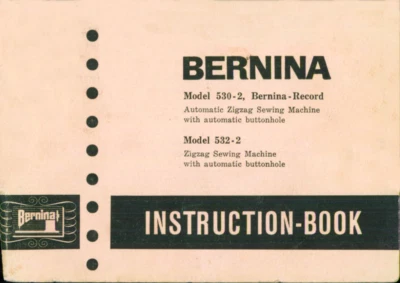 BERNINA
Model 530-2, Bernina-Record
Automatic Zigzag Sewing Machine
with automatic buttonhole
Model 532-2
Zigzag Sewing Machine
with automatic buttonhole
Bernina
INSTRUCTION-BOOK